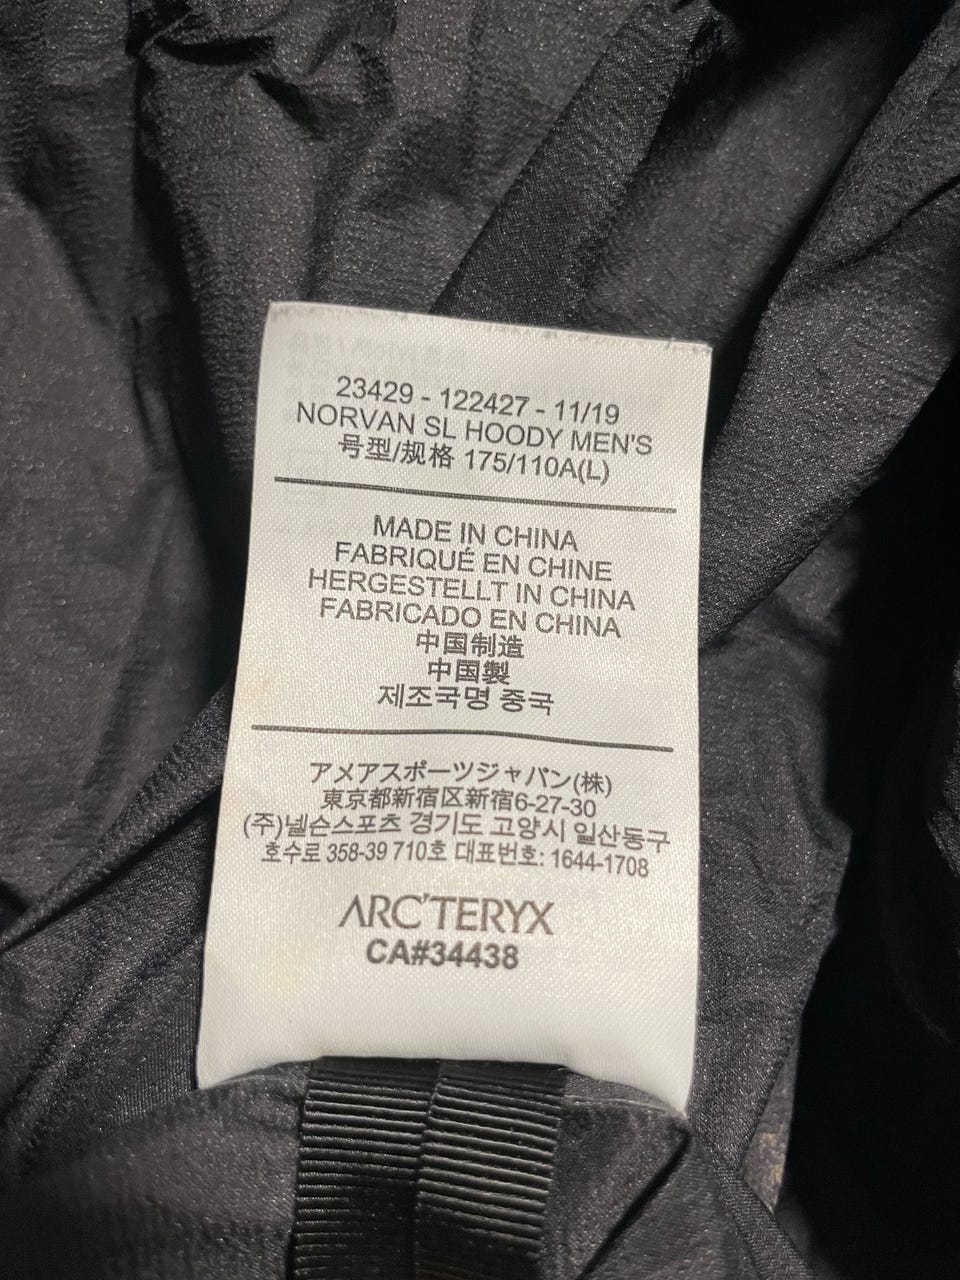 23429 - 122427 - 11/19
NORVAN SL HOODY MEN'S
号型/规格 175/110A(L)
MADE IN CHINA
FABRIQUÉ EN CHINE
HERGESTELLT IN CHINA
FABRICADO EN CHINA
中国制造
中国製
제조국명 중국
アメアスポーツジャパン(株)
東京都新宿区新宿6-27-30
(주)넬슨스포츠 경기도 고양시 일산동구
호수로 358-39 710호 대표번호: 1644-1708
ARC'TERYX
CA#34438